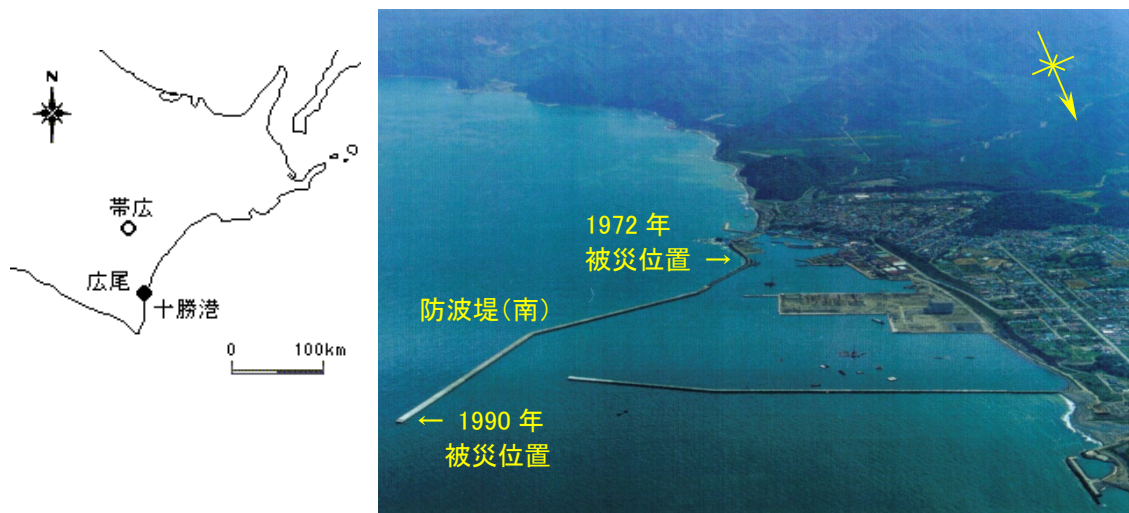 N
帯広
広尾
十勝港
0 100km
1972 年
被災位置 →
防波堤(南)
← 1990 年
被災位置